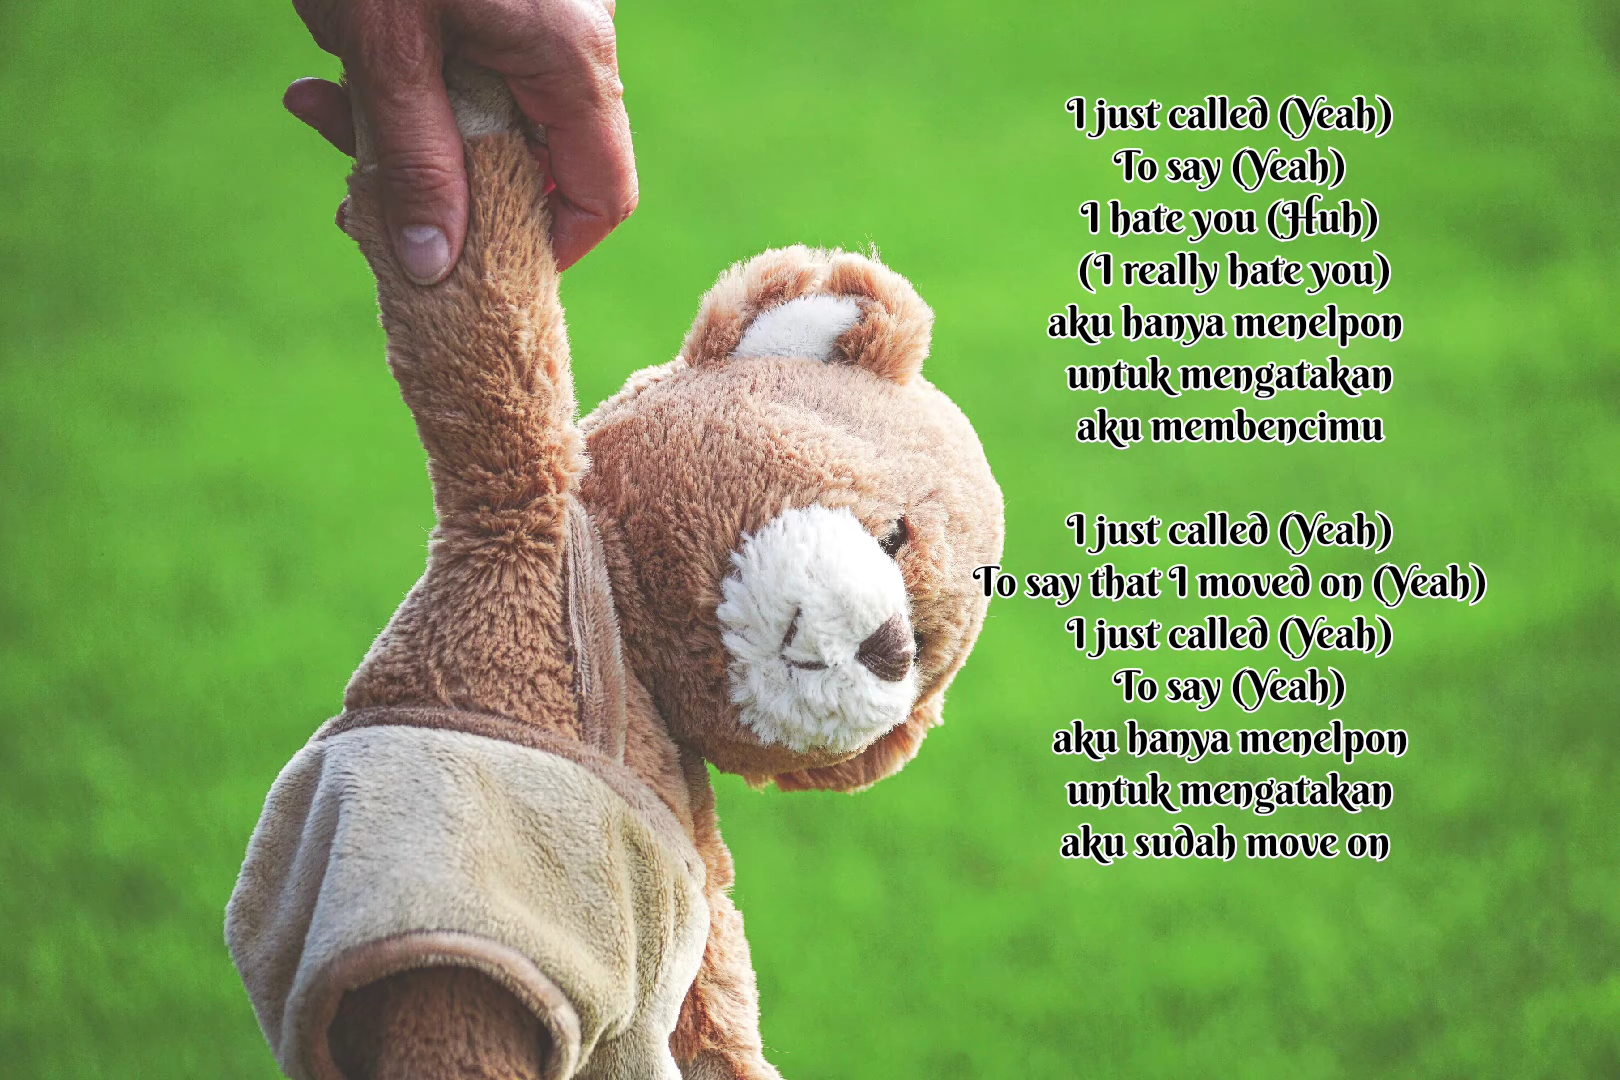 I just called (Yeah)
To say (Yeah)
I hate you (Huh)
(I really hate you)
aku hanya menelpon
untuk mengatakan
aku membencimu
I just called (Yeah)
To say that I moved on (Yeah)
I just called (Yeah)
To say (Yeah)
aku hanya menelpon
untuk mengatakan
aku sudah move on